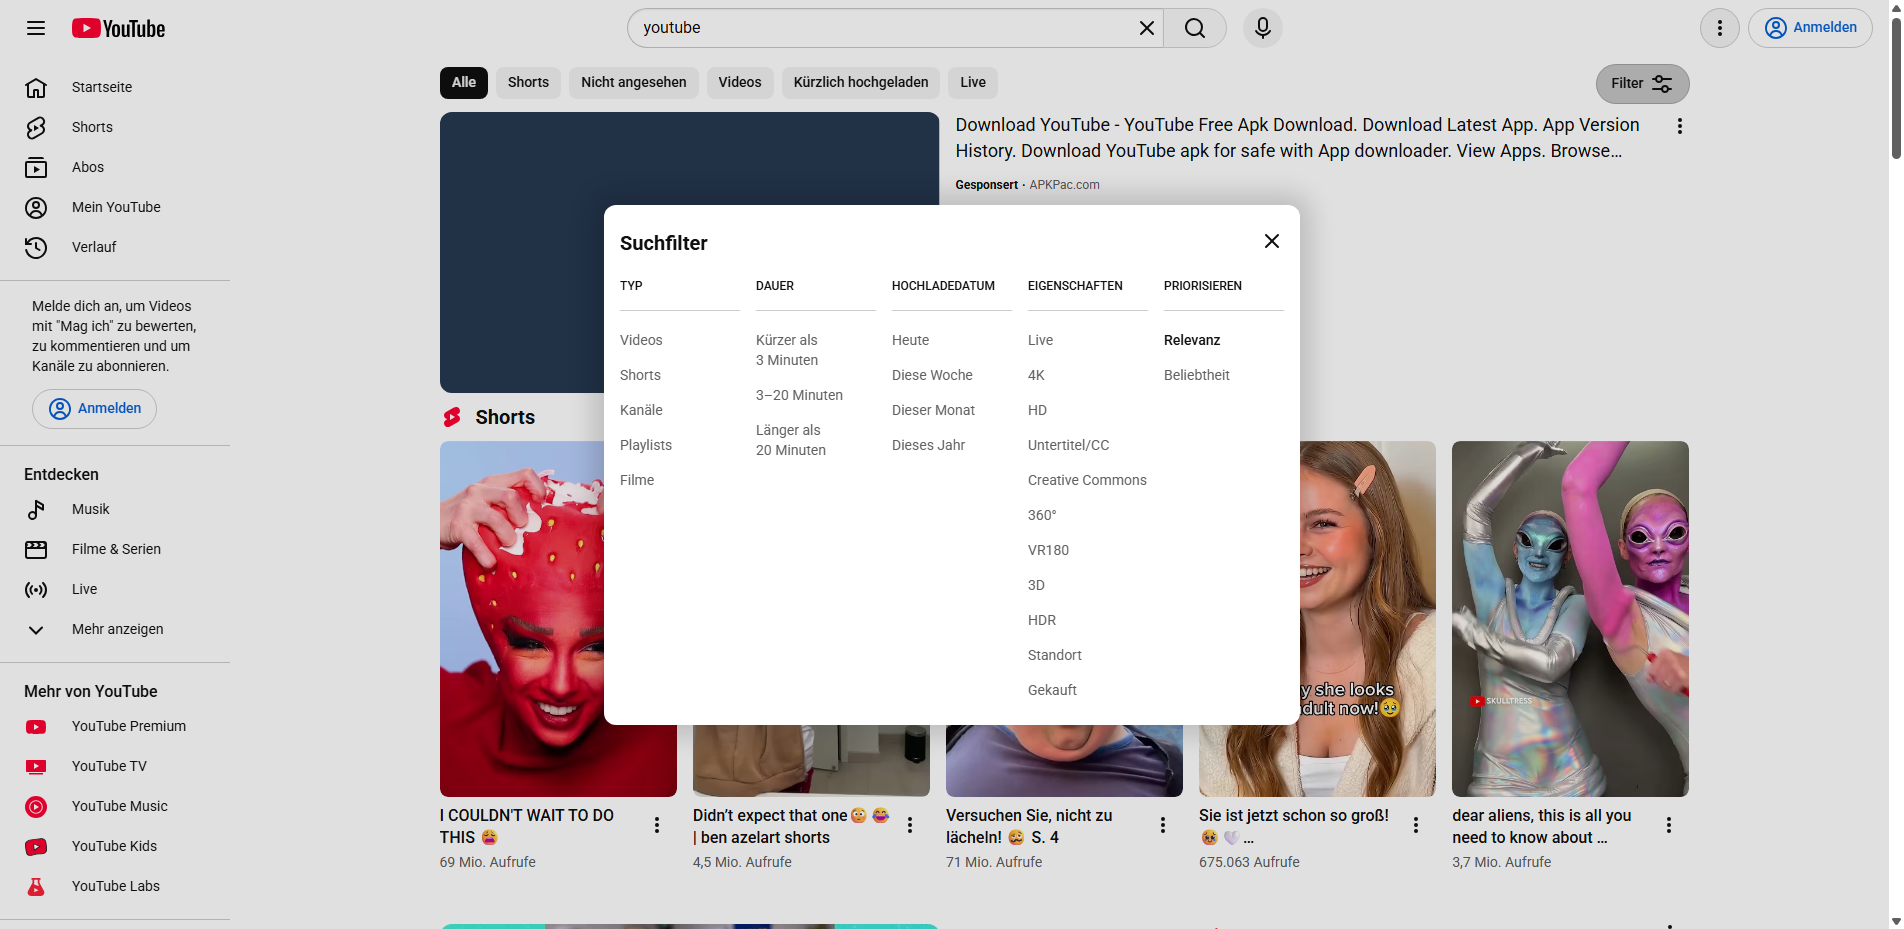 YouTube
youtube
Anmelden
Startseite
Shorts
Abos
Mein YouTube
Verlauf
Melde dich an, um Videos
mit "Mag ich" zu bewerten,
zu kommentieren und um
Kanäle zu abonnieren.
Anmelden
Entdecken
Musik
Filme & Serien
Live
Mehr anzeigen
Mehr von YouTube
YouTube Premium
YouTube TV
YouTube Music
YouTube Kids
YouTube Labs
Alle
Shorts
Nicht angesehen
Videos
Kürzlich hochgeladen
Live
Filter
Download YouTube - YouTube Free Apk Download. Download Latest App. App Version
History. Download YouTube apk for safe with App downloader. View Apps. Browse…
Gesponsert · APKPac.com
Suchfilter
TYP
Videos
Shorts
Kanäle
Playlists
Filme
DAUER
Kürzer als
3 Minuten
3–20 Minuten
Länger als
20 Minuten
HOCHLADEDATUM
Heute
Diese Woche
Dieser Monat
Dieses Jahr
EIGENSCHAFTEN
Live
4K
HD
Untertitel/CC
Creative Commons
360°
VR180
3D
HDR
Standort
Gekauft
PRIORISIEREN
Relevanz
Beliebtheit
Shorts
y she looks
dult now!🥹
SKULLTRESS
I COULDN'T WAIT TO DO
THIS 😩
69 Mio. Aufrufe
Didn’t expect that one😳 😂
| ben azelart shorts
4,5 Mio. Aufrufe
Versuchen Sie, nicht zu
lächeln! 🥴 S. 4
71 Mio. Aufrufe
Sie ist jetzt schon so groß!
🥹 🤍 …
675.063 Aufrufe
dear aliens, this is all you
need to know about …
3,7 Mio. Aufrufe